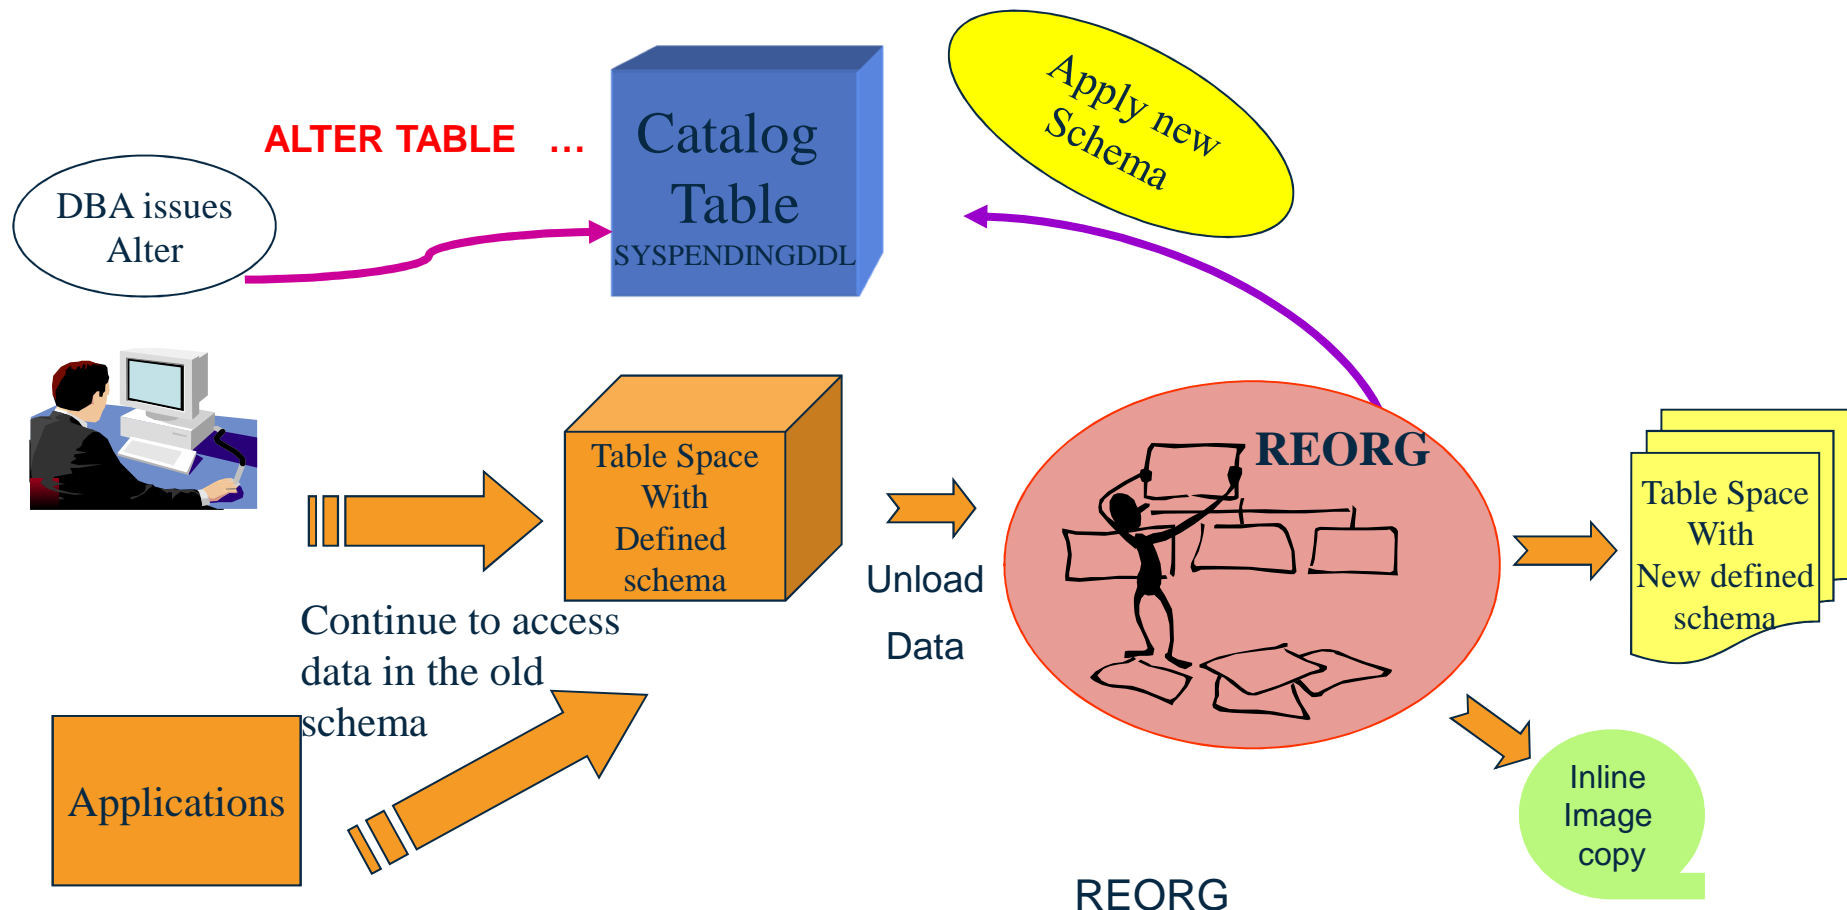 ALTER TABLE …
DBA issues
Alter
Catalog
Table
SYSPENDINGDDL
Apply new
Schema
Table Space
With
Defined
schema
Continue to access
data in the old
schema
Applications
Unload
Data
REORG
Table Space
With
New defined
schema
Inline
Image
copy
REORG